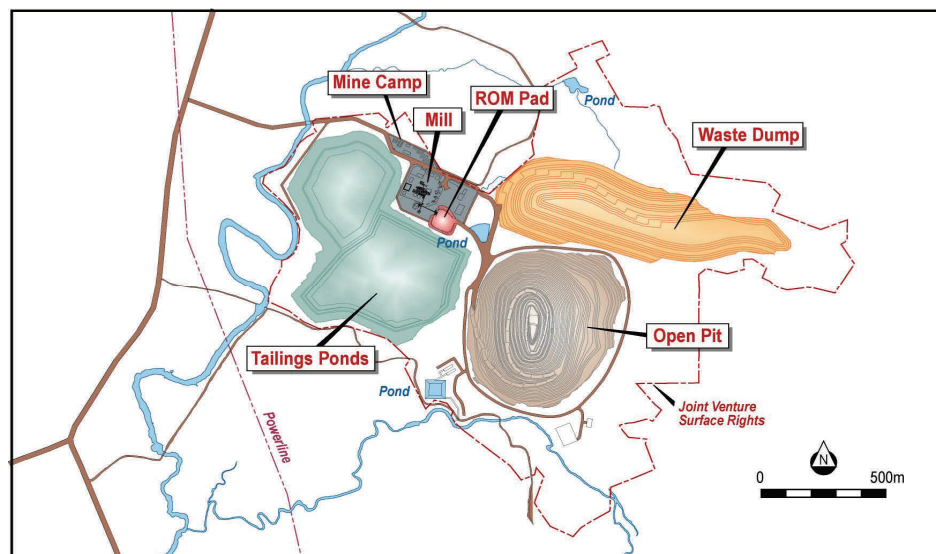 Mine Camp
ROM Pad
Pond
Mill
Waste Dump
Pond
Open Pit
Tailings Ponds
Pond
Joint Venture
Surface Rights
Powerline
N
0 500m